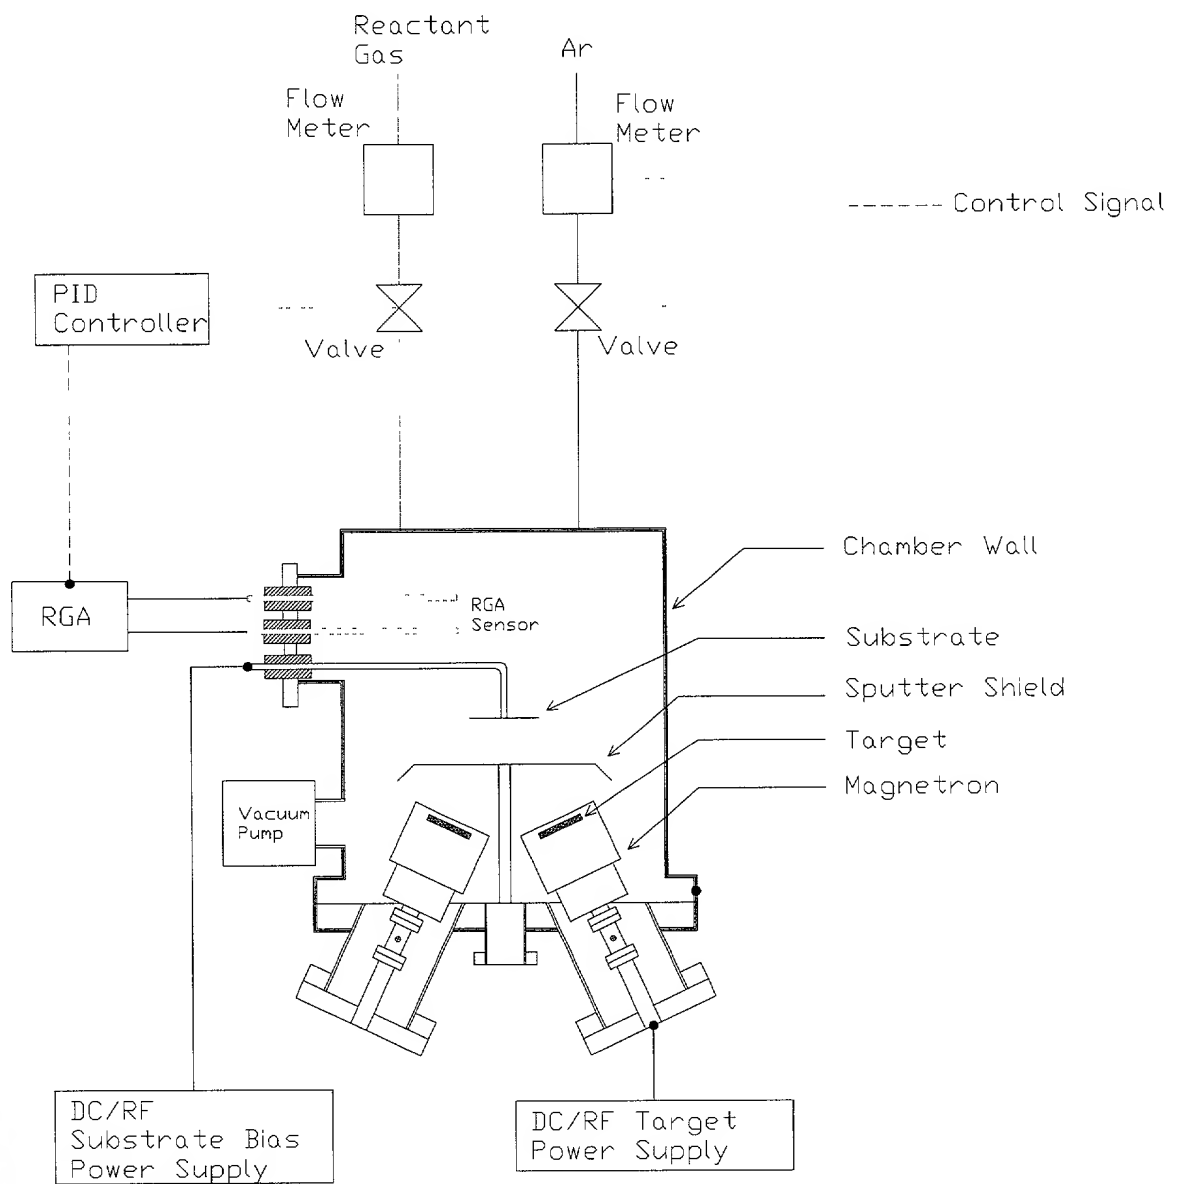 Reactant
Gas
Ar
Flow
Meter
Flow
Meter
Control Signal
PID
Controller
Valve
Valve
Chamber Wall
RGA
RGA
Sensor
Substrate
Sputter Shield
Target
Magnetron
Vacuum
Pump
DC/RF
Substrate Bias
Power Supply
DC/RF Target
Power Supply